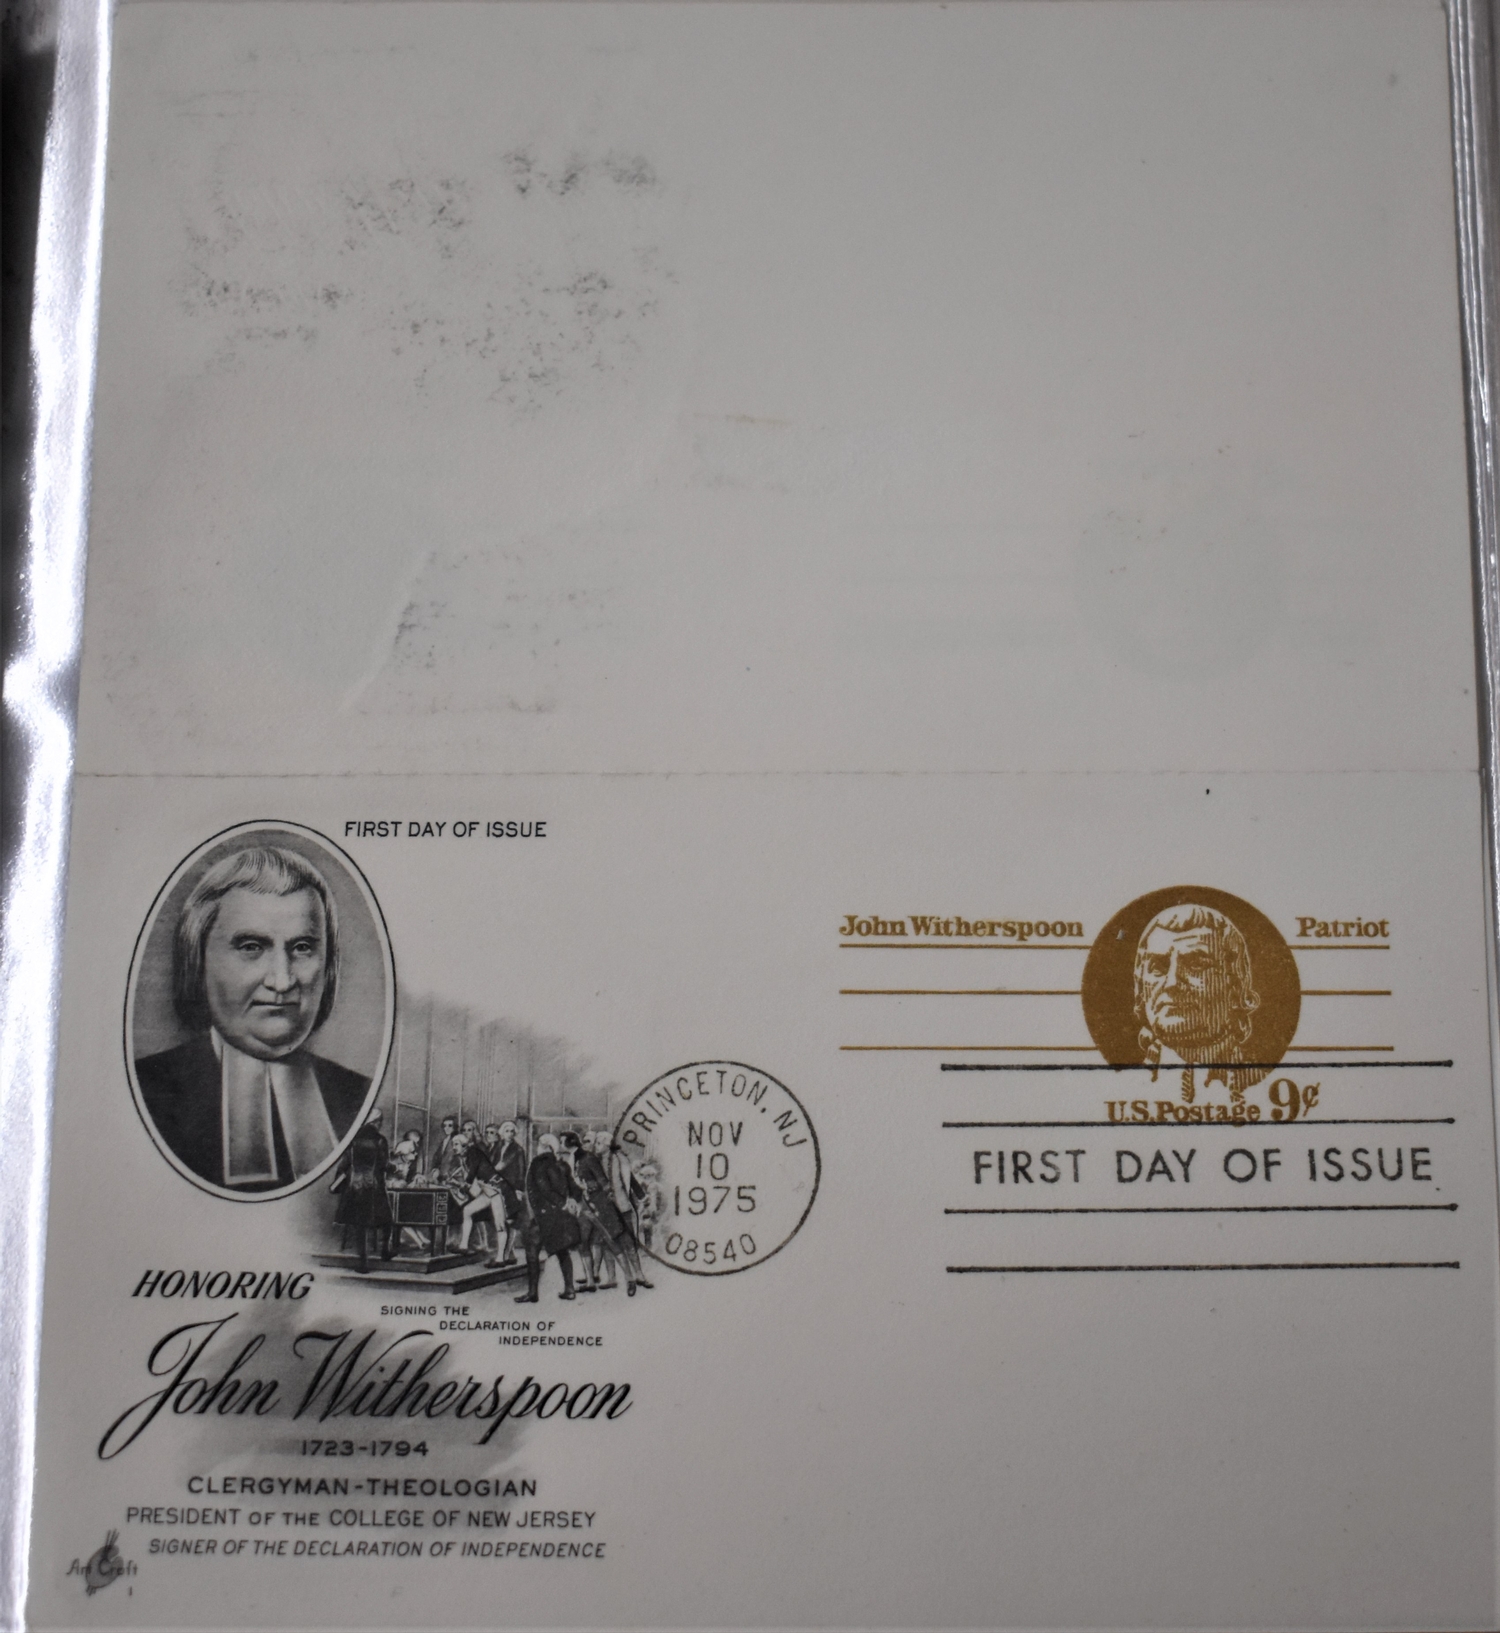 FIRST DAY OF ISSUE
John Witherspoon Patriot
U.S. Postage 9¢
PRINCETON, NJ
NOV
10
1975
08540
FIRST DAY OF ISSUE
HONORING
SIGNING THE
DECLARATION OF
INDEPENDENCE
John Witherspoon
1723-1794
CLERGYMAN-THEOLOGIAN
PRESIDENT OF THE COLLEGE OF NEW JERSEY
SIGNER OF THE DECLARATION OF INDEPENDENCE
Art Craft